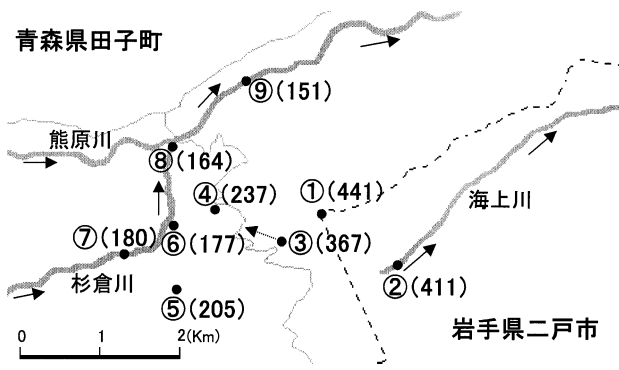 青森県田子町
⑨(151)
熊原川
⑧(164)
④(237)
①(441)
海上川
⑦(180)
⑥(177)
③(367)
杉倉川
②(411)
⑤(205)
岩手県二戸市
0 1 2(Km)